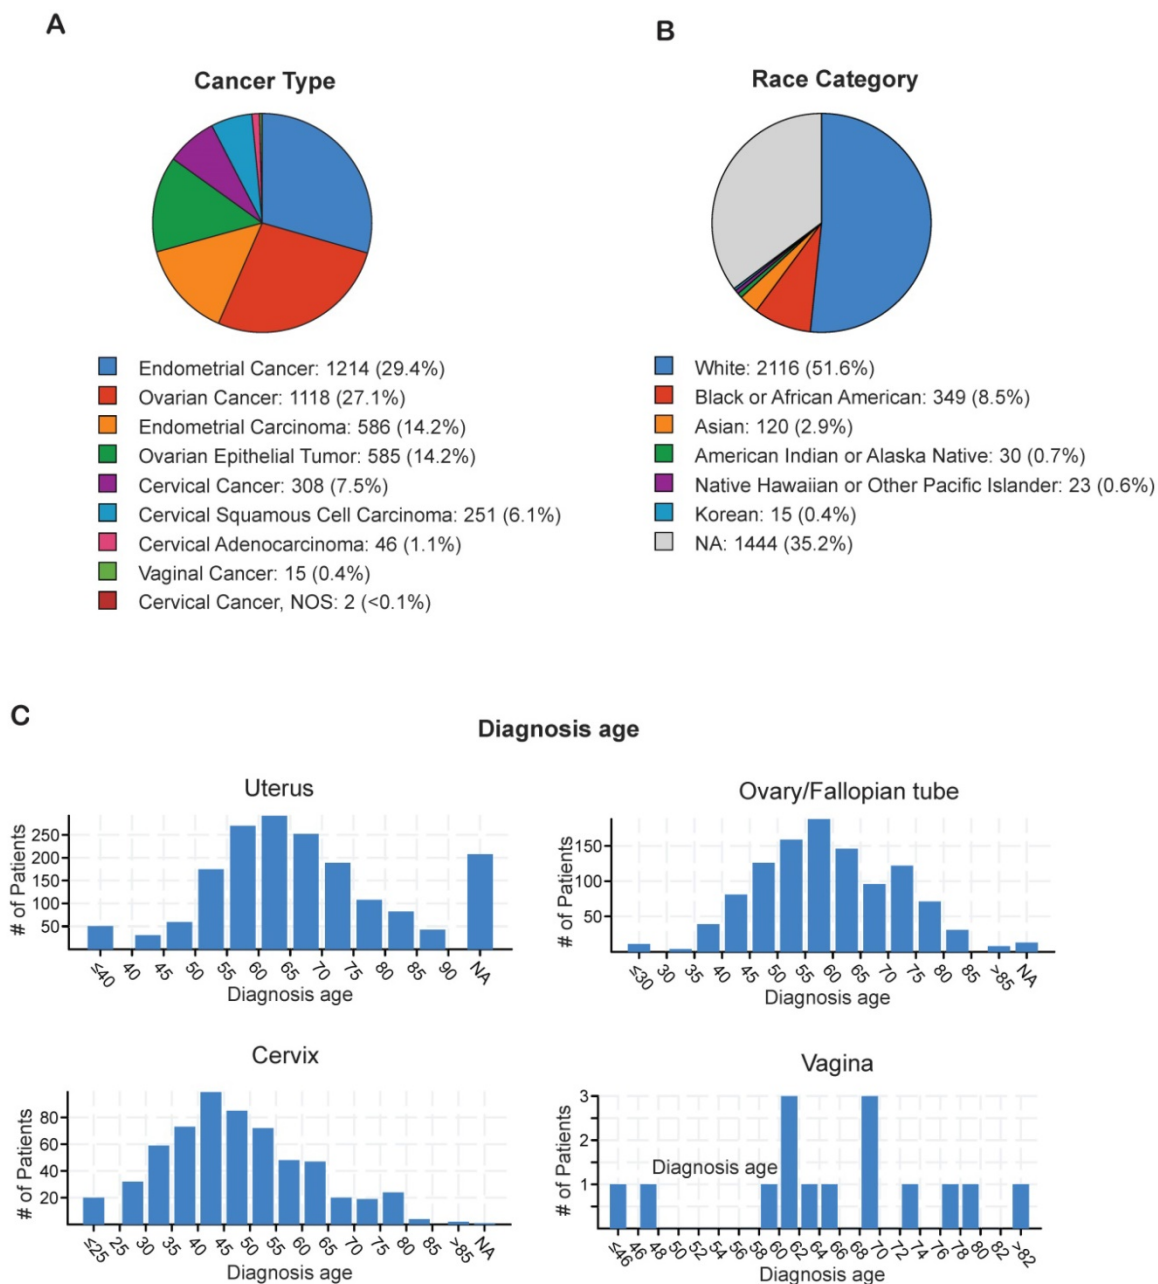 A
B
Cancer Type
Race Category
Endometrial Cancer: 1214 (29.4%)
Ovarian Cancer: 1118 (27.1%)
Endometrial Carcinoma: 586 (14.2%)
Ovarian Epithelial Tumor: 585 (14.2%)
Cervical Cancer: 308 (7.5%)
Cervical Squamous Cell Carcinoma: 251 (6.1%)
Cervical Adenocarcinoma: 46 (1.1%)
Vaginal Cancer: 15 (0.4%)
Cervical Cancer, NOS: 2 (<0.1%)
White: 2116 (51.6%)
Black or African American: 349 (8.5%)
Asian: 120 (2.9%)
American Indian or Alaska Native: 30 (0.7%)
Native Hawaiian or Other Pacific Islander: 23 (0.6%)
Korean: 15 (0.4%)
NA: 1444 (35.2%)
C
Diagnosis age
Uterus
# of Patients
250
200
150
100
50
≤40 40 45 50 55 60 65 70 75 80 85 90 NA
Diagnosis age
Ovary/Fallopian tube
# of Patients
150
100
50
≤30 30 35 40 45 50 55 60 65 70 75 80 85 >85 NA
Diagnosis age
Cervix
# of Patients
80
60
40
20
≤25 25 30 35 40 45 50 55 60 65 70 75 80 85 >85 NA
Diagnosis age
Vagina
# of Patients
3
2
1
Diagnosis age
≤46 46 48 50 52 54 56 58 60 62 64 66 68 70 72 74 76 78 80 82 >82
Diagnosis age